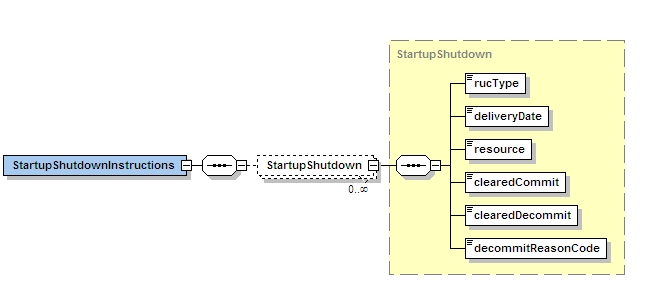 StartupShutdown
rucType
deliveryDate
resource
StartupShutdownInstructions
StartupShutdown
0..∞
clearedCommit
clearedDecommit
decommitReasonCode